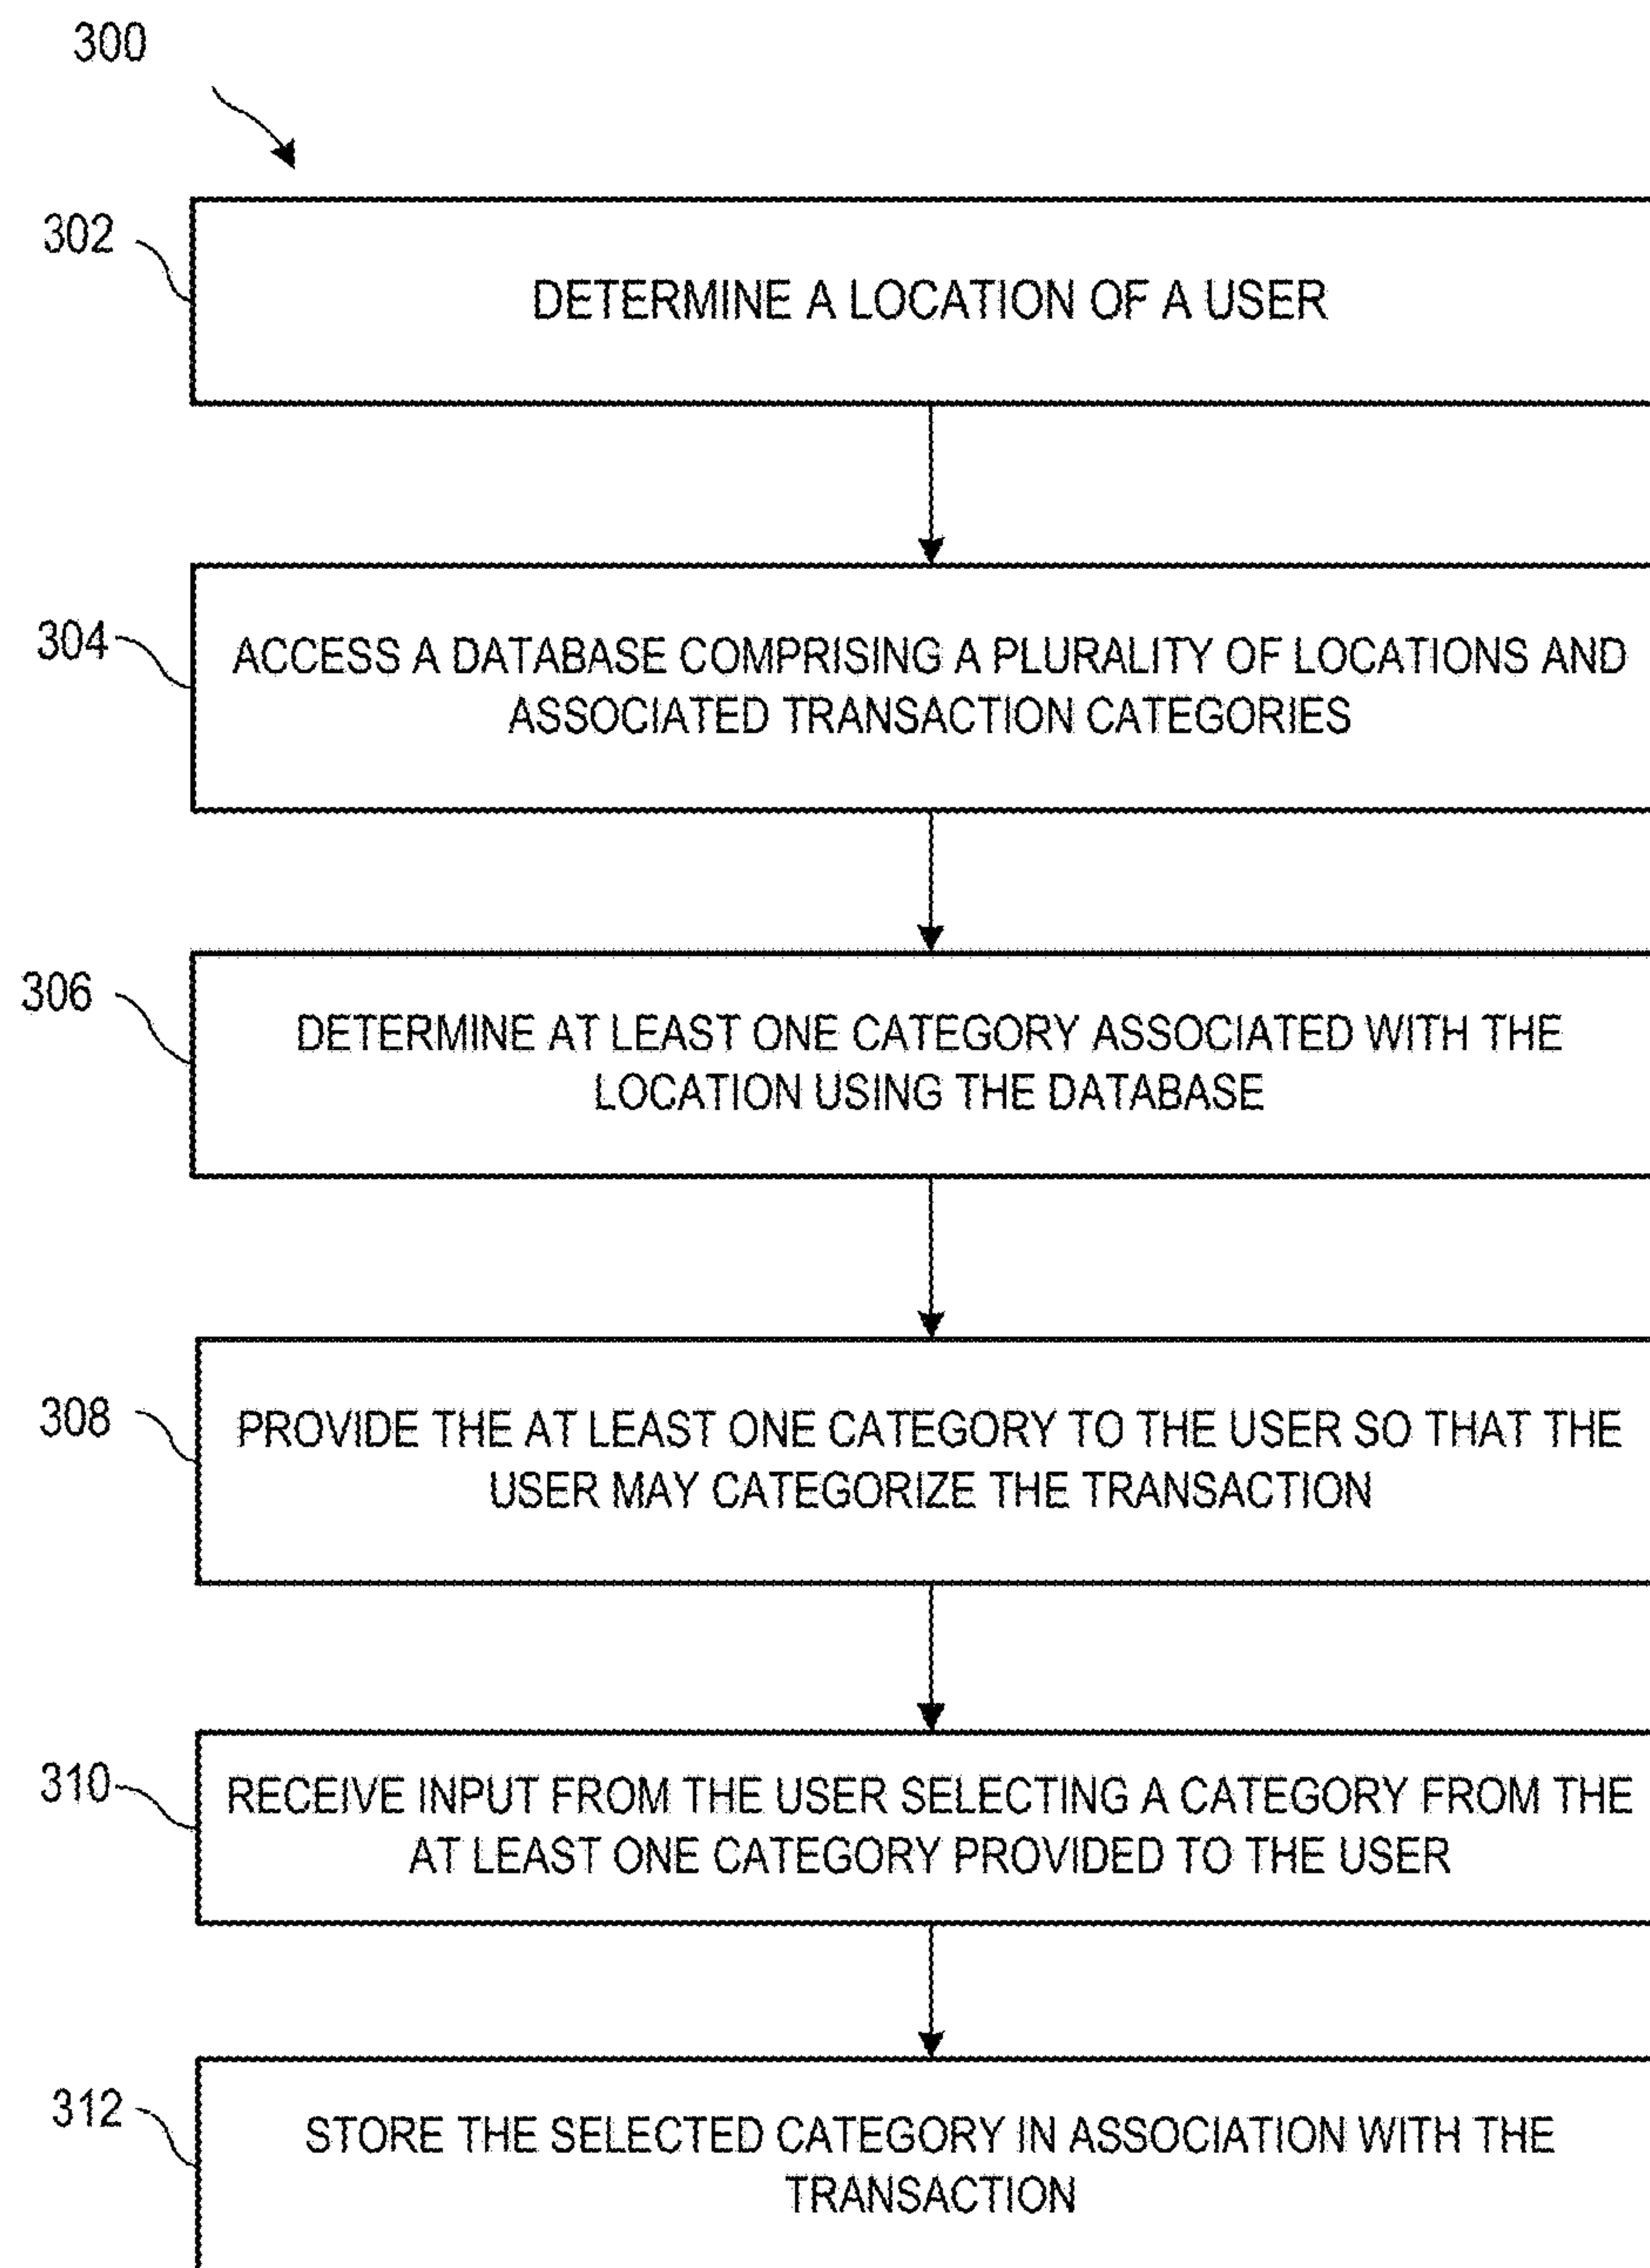 300
302
DETERMINE A LOCATION OF A USER
304
ACCESS A DATABASE COMPRISING A PLURALITY OF LOCATIONS AND
ASSOCIATED TRANSACTION CATEGORIES
306
DETERMINE AT LEAST ONE CATEGORY ASSOCIATED WITH THE
LOCATION USING THE DATABASE
308
PROVIDE THE AT LEAST ONE CATEGORY TO THE USER SO THAT THE
USER MAY CATEGORIZE THE TRANSACTION
310
RECEIVE INPUT FROM THE USER SELECTING A CATEGORY FROM THE
AT LEAST ONE CATEGORY PROVIDED TO THE USER
312
STORE THE SELECTED CATEGORY IN ASSOCIATION WITH THE
TRANSACTION